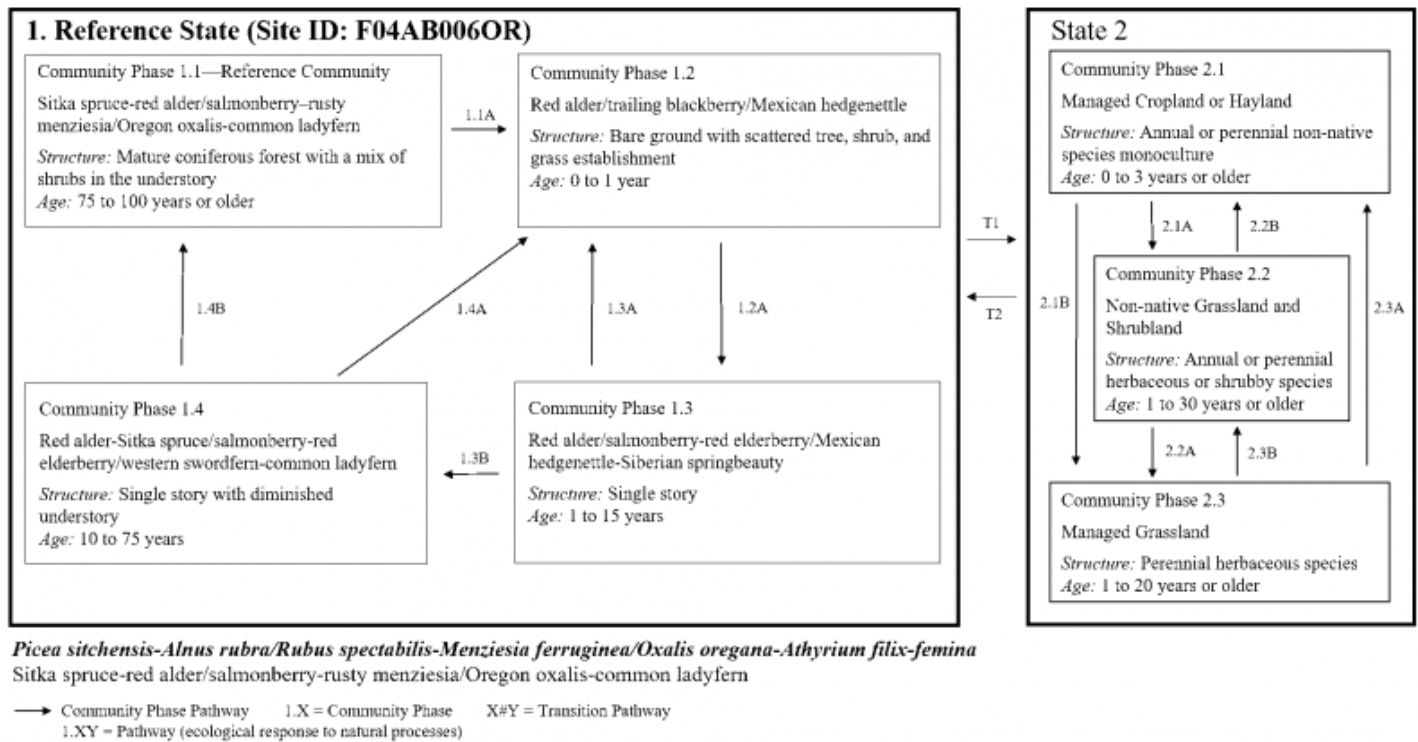 1. Reference State (Site ID: F04AB006OR)
Community Phase 1.1—Reference Community
Sitka spruce-red alder/salmonberry–rusty
menziesia/Oregon oxalis-common ladyfern
Structure: Mature coniferous forest with a mix of
shrubs in the understory
Age: 75 to 100 years or older
1.1A
Community Phase 1.2
Red alder/trailing blackberry/Mexican hedgenettle
Structure: Bare ground with scattered tree, shrub, and
grass establishment
Age: 0 to 1 year
1.4B
1.4A
1.3A
1.2A
Community Phase 1.4
Red alder-Sitka spruce/salmonberry-red
elderberry/western swordfern-common ladyfern
Structure: Single story with diminished
understory
Age: 10 to 75 years
1.3B
Community Phase 1.3
Red alder/salmonberry-red elderberry/Mexican
hedgenettle-Siberian springbeauty
Structure: Single story
Age: 1 to 15 years
T1
T2
State 2
Community Phase 2.1
Managed Cropland or Hayland
Structure: Annual or perennial non-native
species monoculture
Age: 0 to 3 years or older
2.1A
2.2B
2.1B
2.3A
Community Phase 2.2
Non-native Grassland and
Shrubland
Structure: Annual or perennial
herbaceous or shrubby species
Age: 1 to 30 years or older
2.2A
2.3B
Community Phase 2.3
Managed Grassland
Structure: Perennial herbaceous species
Age: 1 to 20 years or older
Picea sitchensis-Alnus rubra/Rubus spectabilis-Menziesia ferruginea/Oxalis oregana-Athyrium filix-femina
Sitka spruce-red alder/salmonberry-rusty menziesia/Oregon oxalis-common ladyfern
Community Phase Pathway 1.X = Community Phase X#Y = Transition Pathway
1.XY = Pathway (ecological response to natural processes)